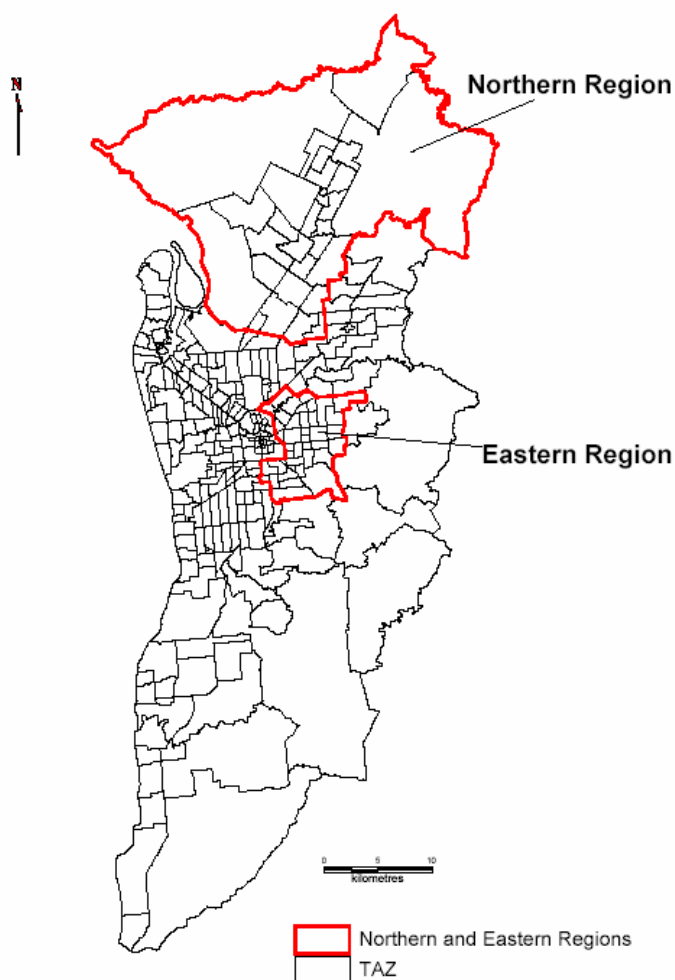 N
Northern Region
Eastern Region
0 5 10
kilometres
Northern and Eastern Regions
TAZ